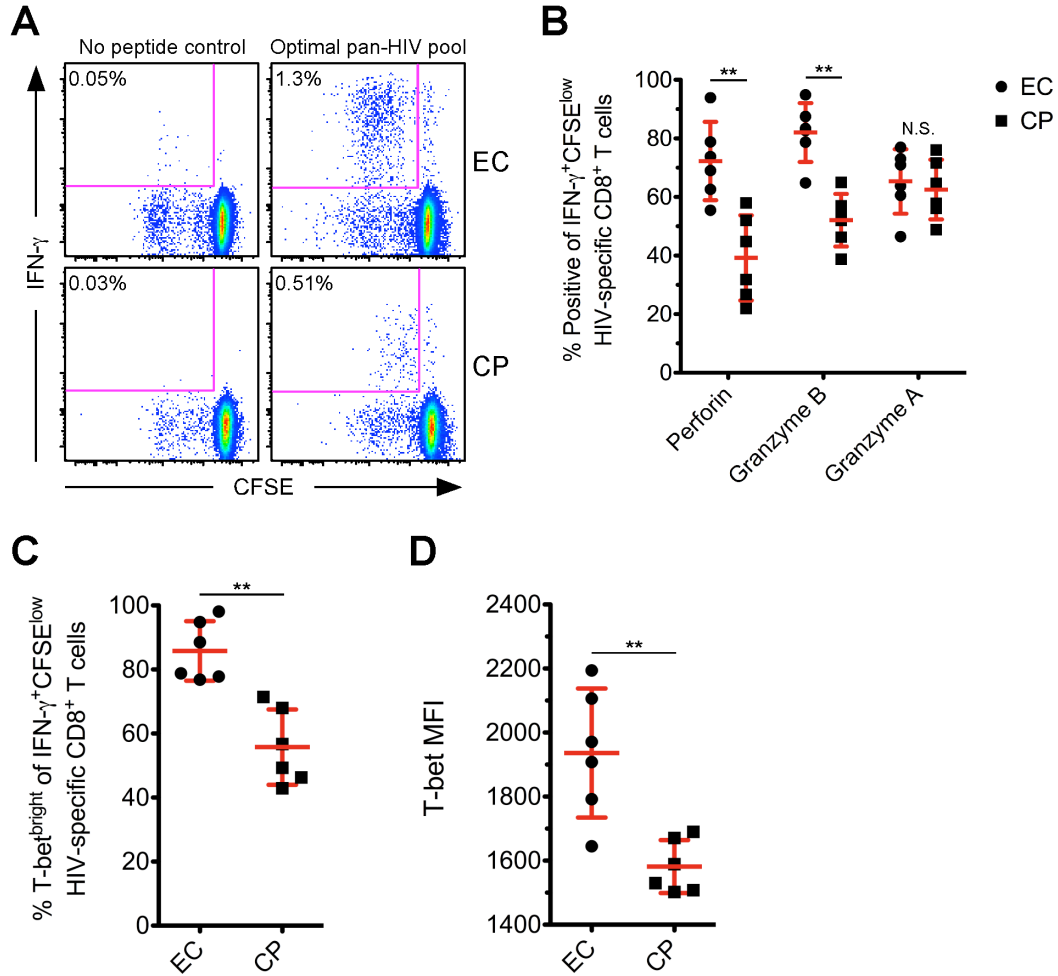 A
No peptide control
Optimal pan-HIV pool
0.05%
1.3%
EC
0.03%
0.51%
CP
IFN-γ
CFSE
B
% Positive of IFN-γ⁺CFSEˡᵒʷ
HIV-specific CD8⁺ T cells
100
80
60
40
20
0
**
**
N.S.
EC
CP
Perforin
Granzyme B
Granzyme A
C
% T-betᵇʳⁱᵍʰᵗ of IFN-γ⁺CFSEˡᵒʷ
HIV-specific CD8⁺ T cells
100
80
60
40
20
0
**
EC
CP
D
T-bet MFI
2400
2200
2000
1800
1600
1400
**
EC
CP